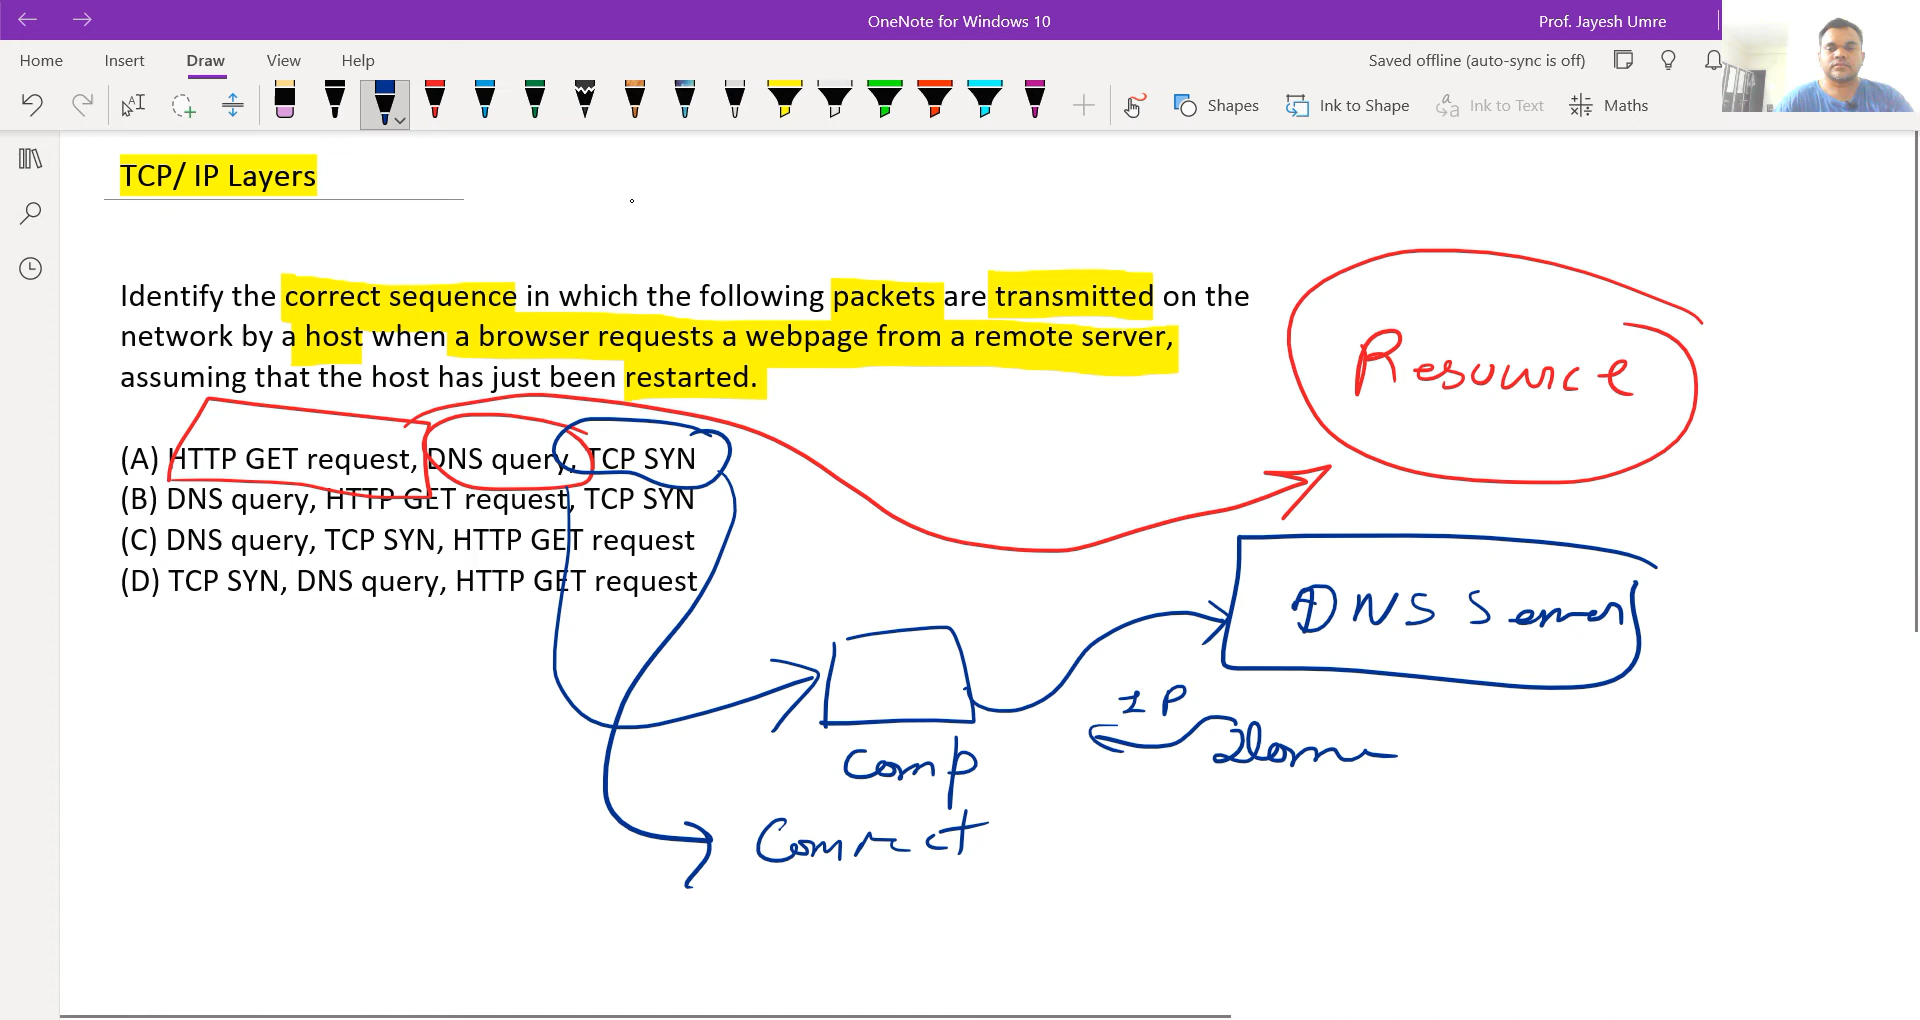 OneNote for Windows 10
Prof. Jayesh Umre
Home Insert Draw View Help
Saved offline (auto-sync is off)
Shapes Ink to Shape Ink to Text Maths
TCP/ IP Layers
Identify the correct sequence in which the following packets are transmitted on the
network by a host when a browser requests a webpage from a remote server,
assuming that the host has just been restarted.
(A) HTTP GET request, DNS query, TCP SYN
(B) DNS query, HTTP GET request, TCP SYN
(C) DNS query, TCP SYN, HTTP GET request
(D) TCP SYN, DNS query, HTTP GET request
Resource
DNS Server
IP
Comp
Connect